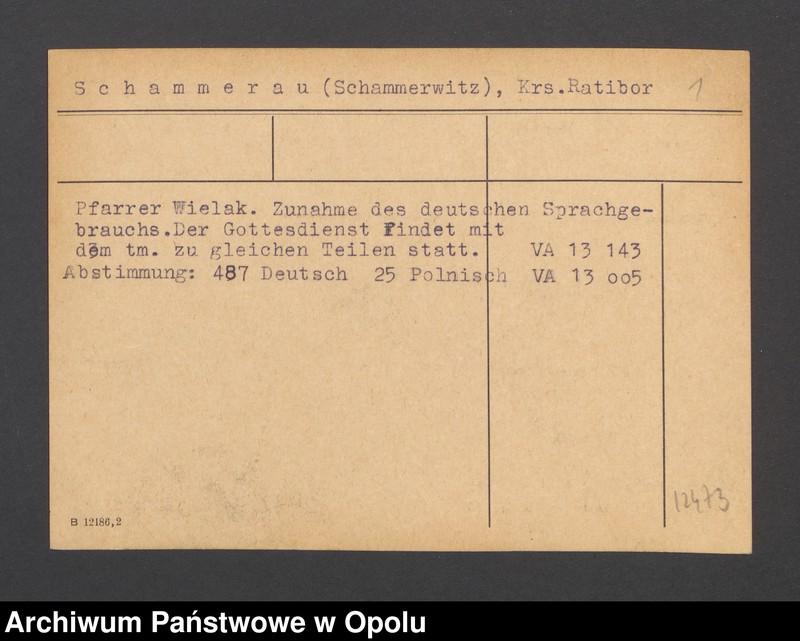 Schammerau (Schammerwitz), Krs.Ratibor 1
Pfarrer Wielak. Zunahme des deutschen Sprachge-
brauchs.Der Gottesdienst findet mit
dem tm. zu gleichen Teilen statt. VA 13 143
Abstimmung: 487 Deutsch 25 Polnisch VA 13 005
12473
B 12186,2
Archiwum Państwowe w Opolu